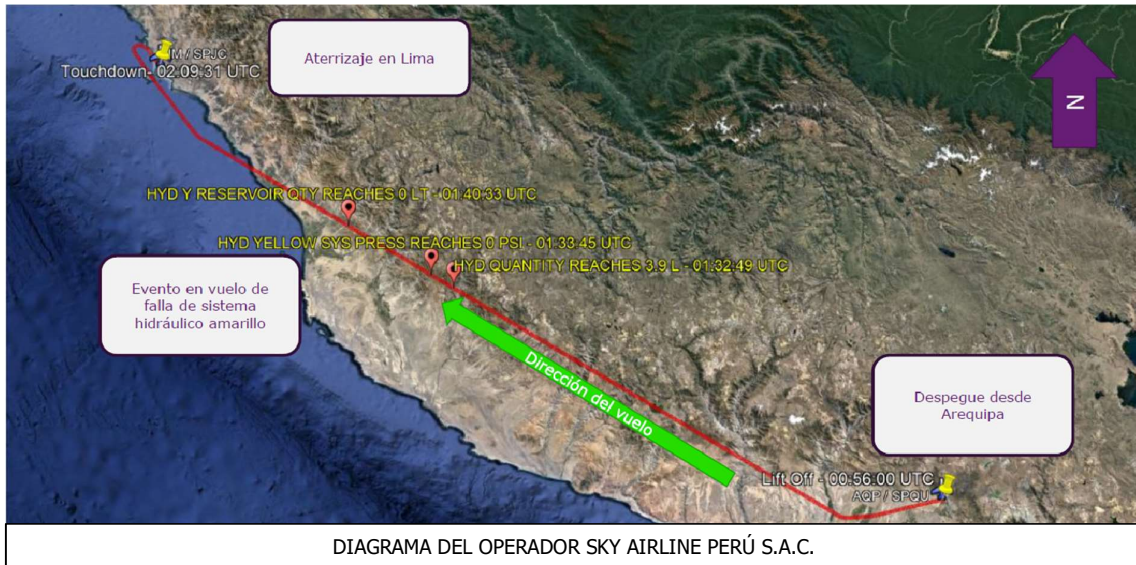 IM / SPJC
Touchdown- 02:09:31 UTC
Aterrizaje en Lima
N
HYD Y RESERVOIR QTY REACHES 0 LT - 01:40:33 UTC
HYD YELLOW SYS PRESS REACHES 0 PSI - 01:33:45 UTC
HYD QUANTITY REACHES 3.9 L - 01:32:49 UTC
Evento en vuelo de
falla de sistema
hidráulico amarillo
Dirección del vuelo
Despegue desde
Arequipa
Lift Off - 00:56:00 UTC
AQP / SPQU
DIAGRAMA DEL OPERADOR SKY AIRLINE PERÚ S.A.C.